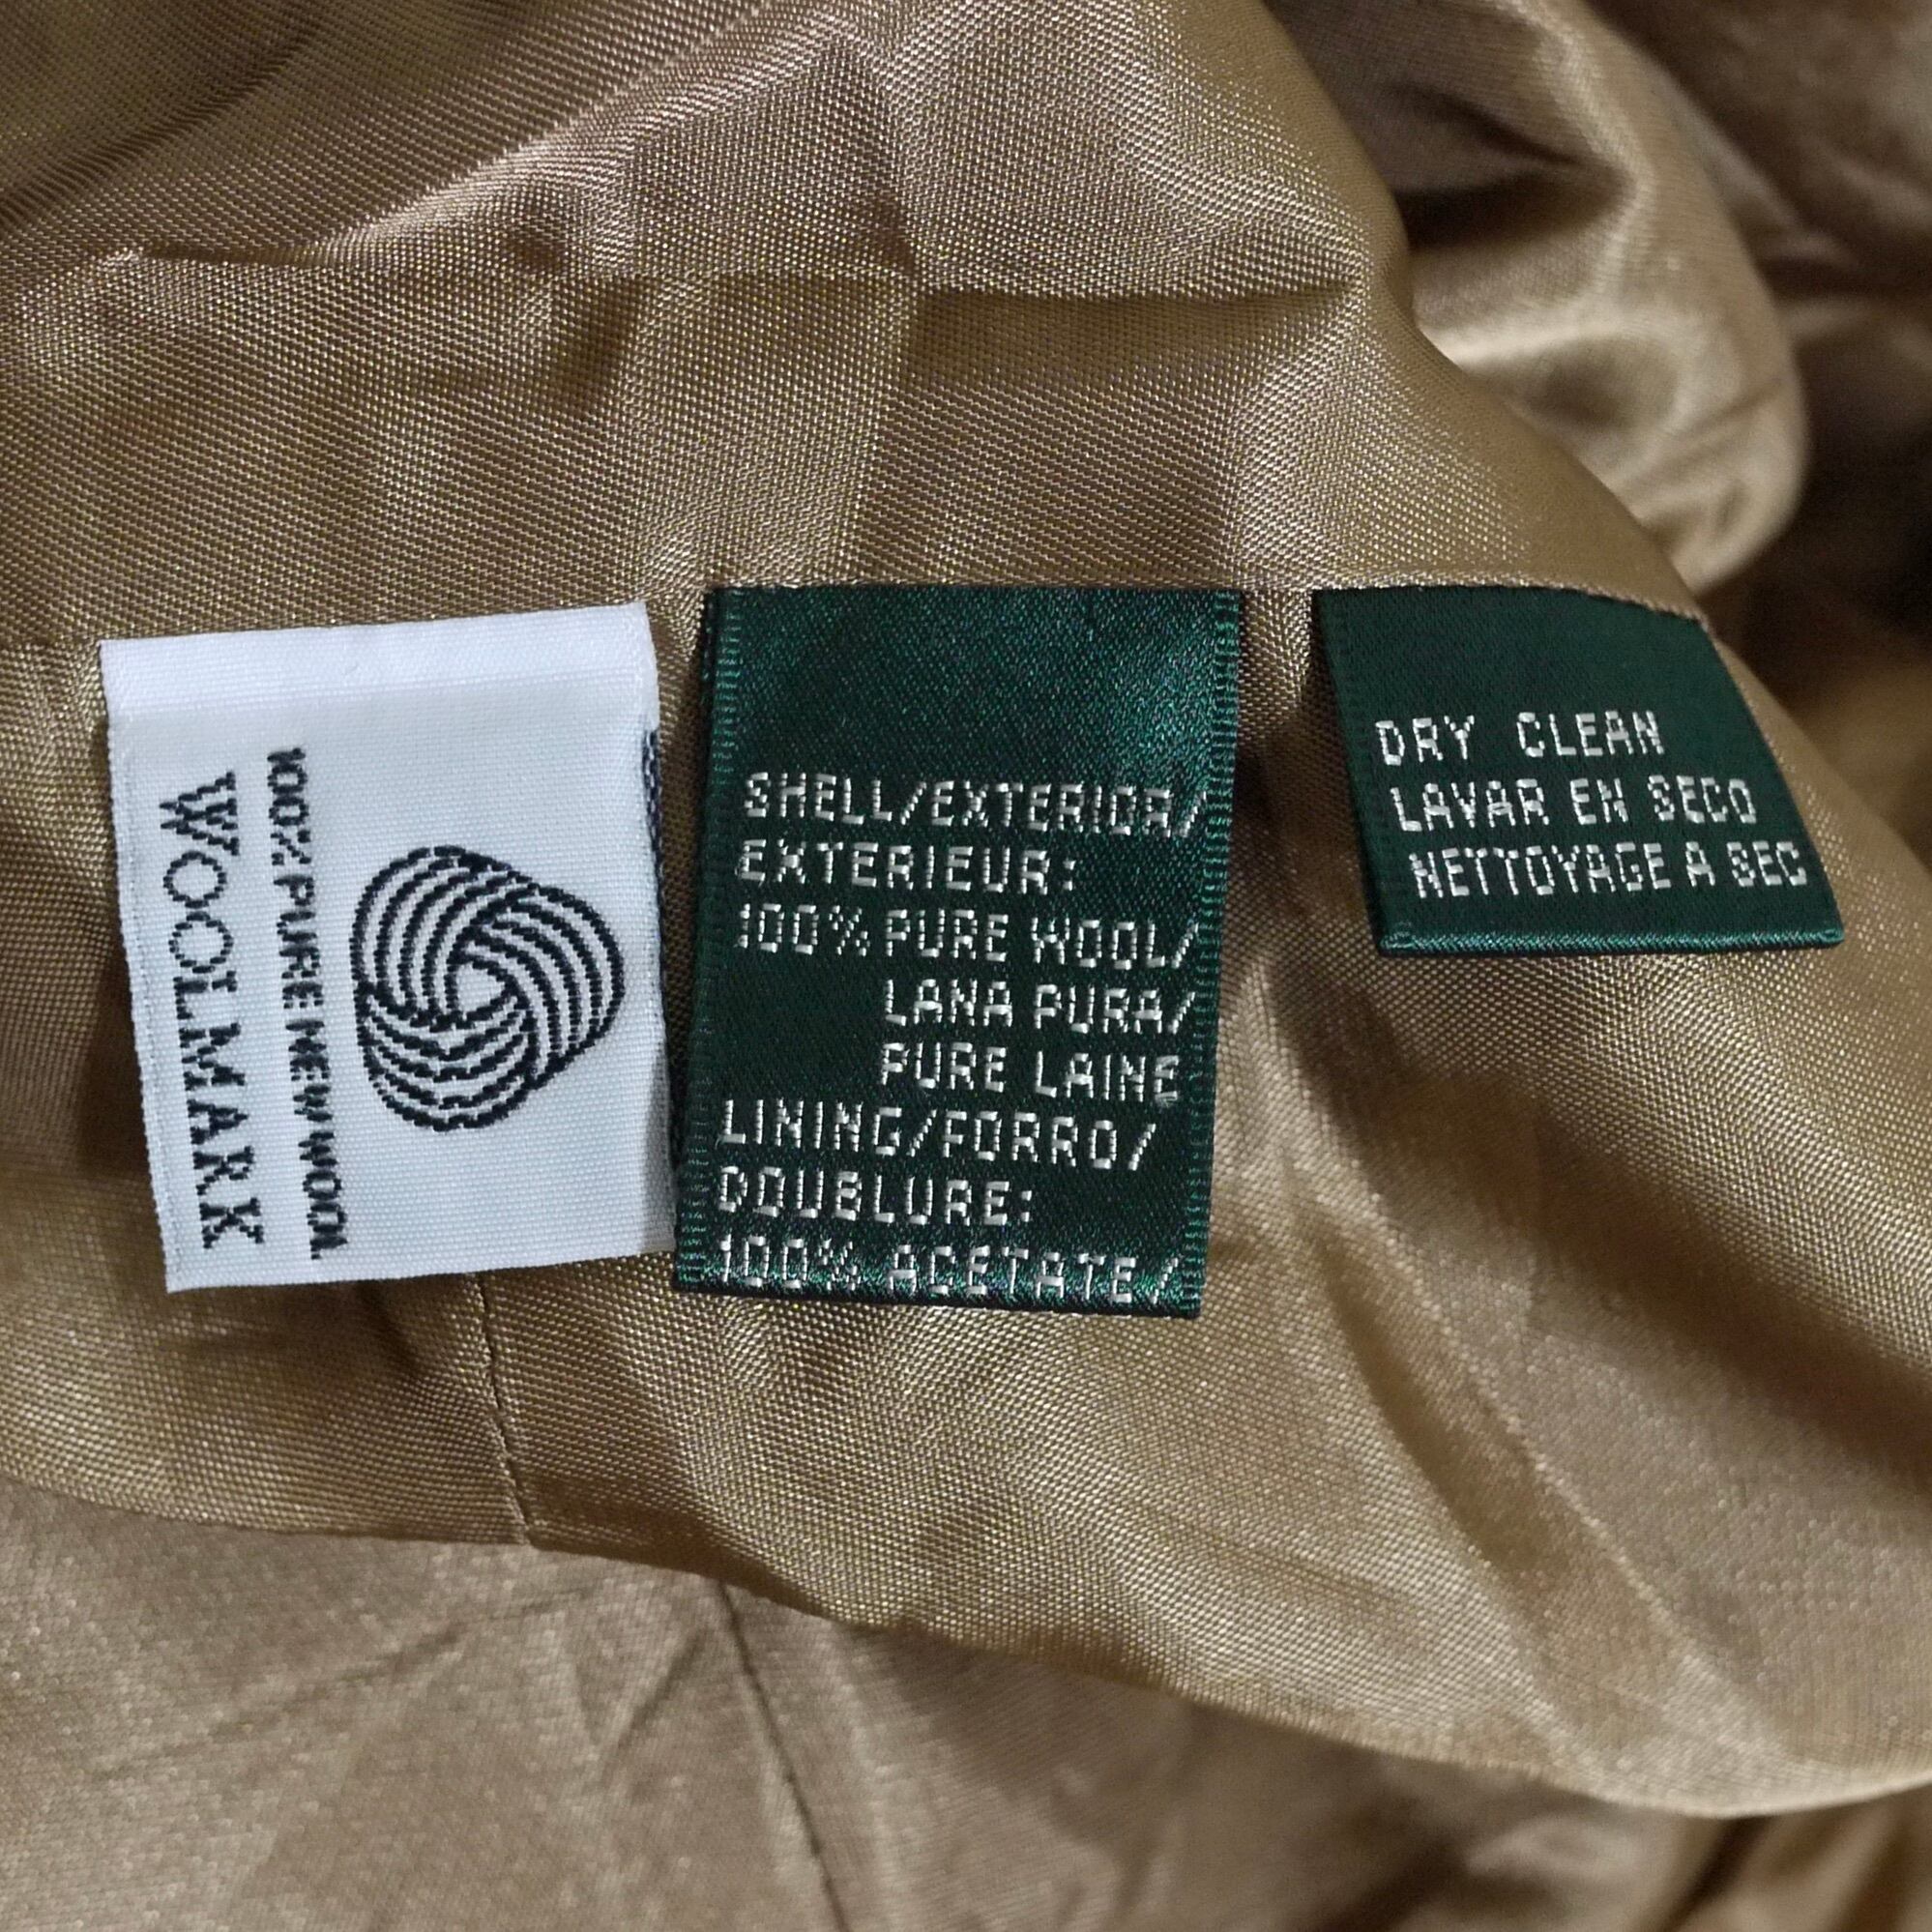 WOOLMARK
100% PURE NEW WOOL
SHELL/EXTERIOR/
EXTERIEUR:
100% PURE WOOL/
LANA PURA/
PURE LAINE
LINING/FORRO/
DOUBLURE:
100% ACETATE/
DRY CLEAN
LAVAR EN SECO
NETTOYAGE A SEC